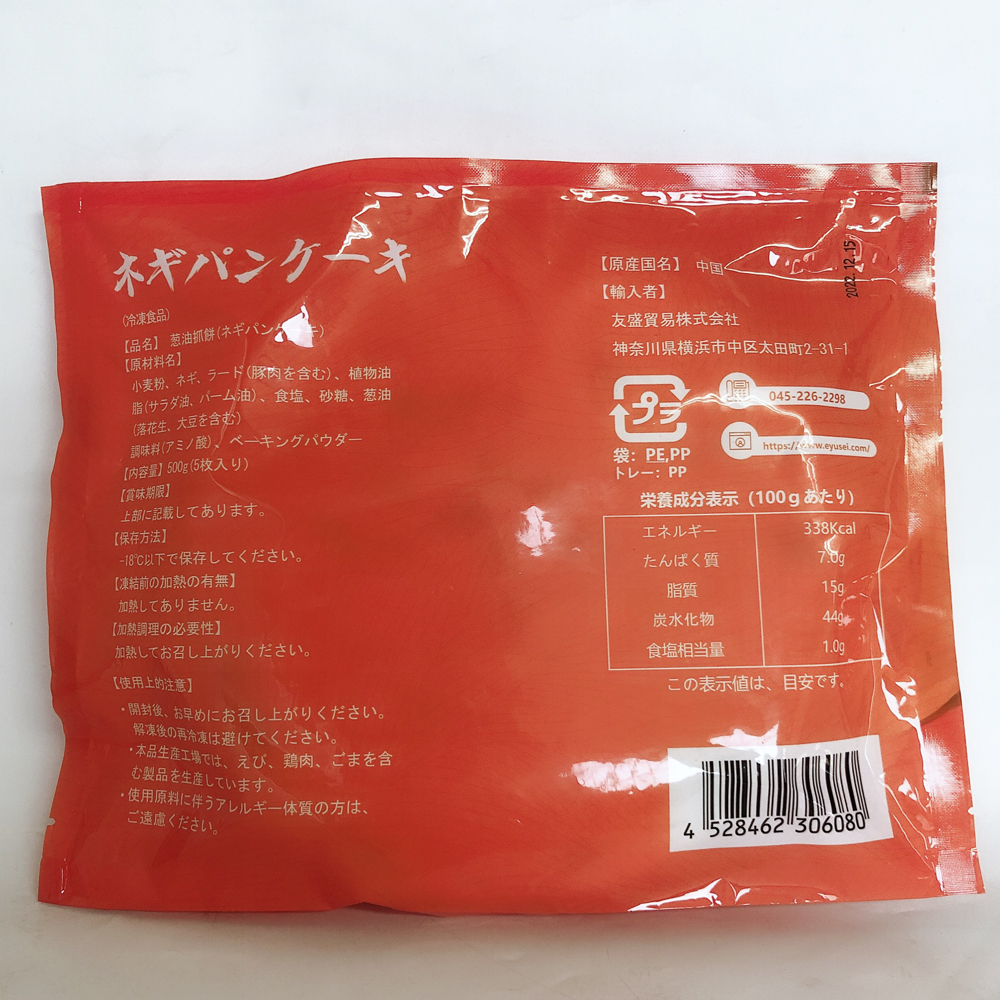 ネギパンケーキ
(冷凍食品)
【品名】 葱油抓餅(ネギパンケーキ)
【原材料名】
小麦粉、ネギ、ラード(豚肉を含む)、植物油
脂(サラダ油、パーム油)、食塩、砂糖、葱油
(落花生、大豆を含む)
調味料(アミノ酸)、ベーキングパウダー
【内容量】500g(5枚入り)
【賞味期限】
上部に記載してあります。
【保存方法】
-18℃以下で保存してください。
【凍結前の加熱の有無】
加熱してありません。
【加熱調理の必要性】
加熱してお召し上がりください。
【使用上的注意】
・開封後、お早めにお召し上がりください。
解凍後の再冷凍は避けてください。
・本品生産工場では、えび、鶏肉、ごまを含
む製品を生産しています。
・使用原料に伴うアレルギー体質の方は、
ご遠慮ください。
2022.12.15
【原産国名】 中国
【輸入者】
友盛貿易株式会社
神奈川県横浜市中区太田町2-31-1
プラ
袋: PE,PP
トレー: PP
045-226-2298
https://www.eyusei.com/
栄養成分表示（100gあたり）
エネルギー 338Kcal
たんぱく質 7.0g
脂質 15g
炭水化物 44g
食塩相当量 1.0g
この表示値は、目安です。
4 528462 306080